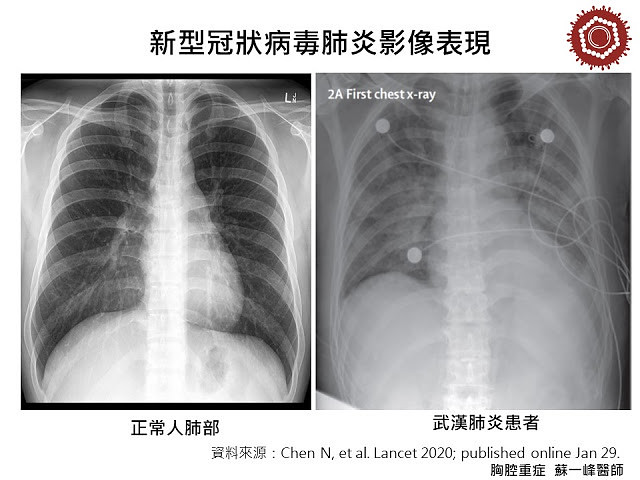 新型冠狀病毒肺炎影像表現
L
2A First chest x-ray
正常人肺部
武漢肺炎患者
資料來源：Chen N, et al. Lancet 2020; published online Jan 29.
胸腔重症 蘇一峰醫師